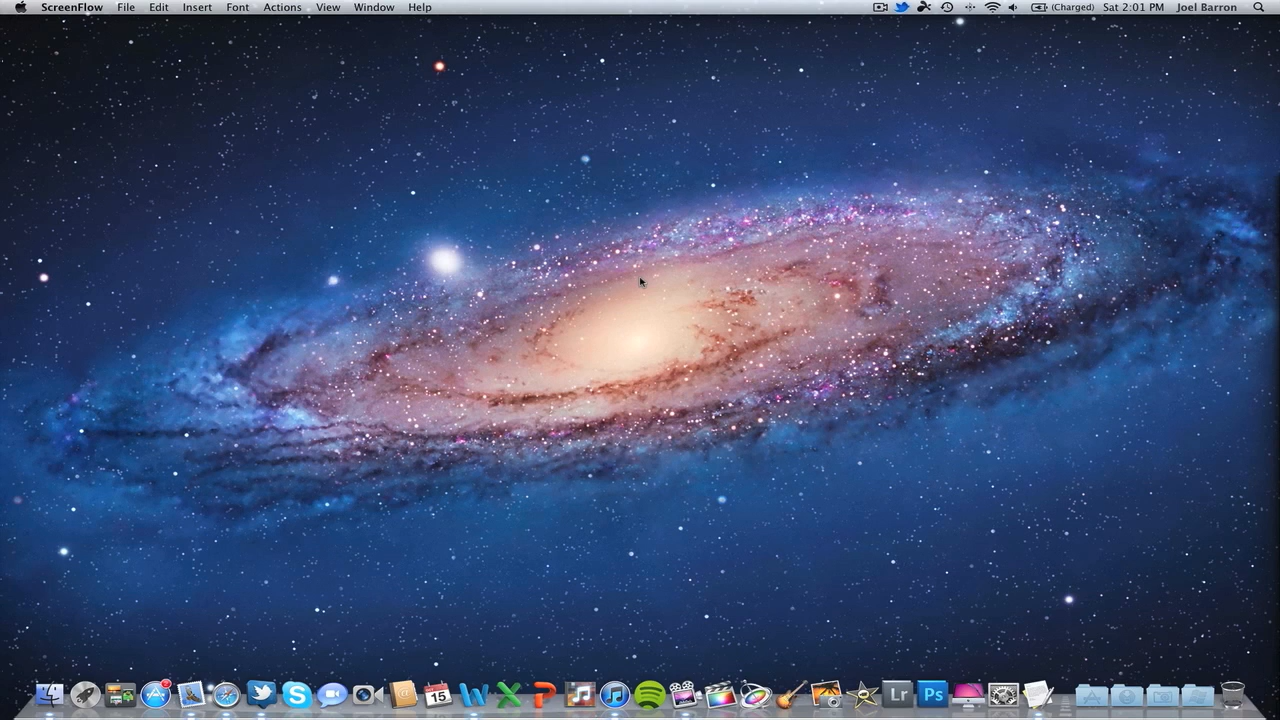 ScreenFlow File Edit Insert Font Actions View Window Help (Charged) Sat 2:01 PM Joel Barron
15 Lr Ps